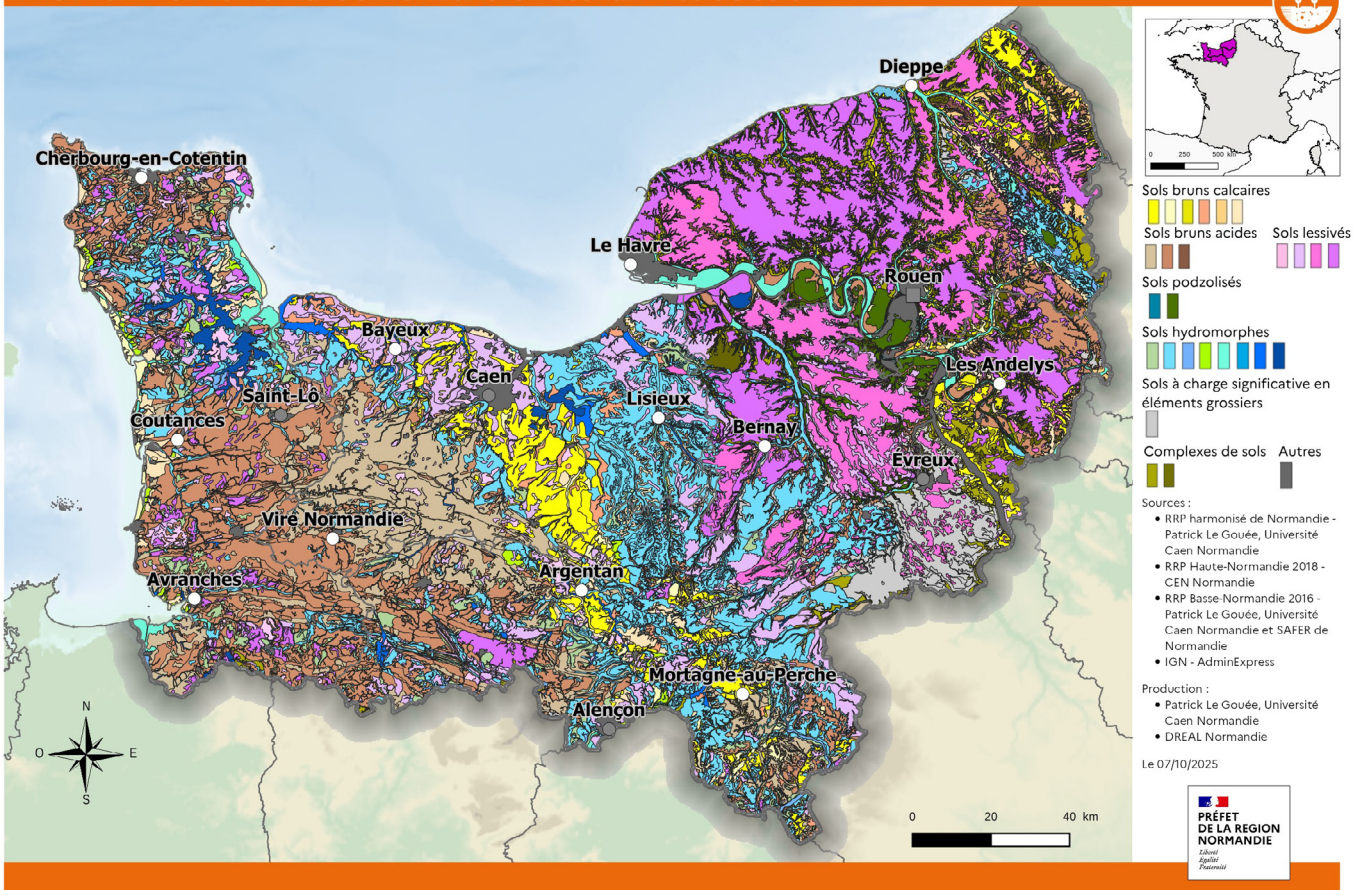 Dieppe
Cherbourg-en-Cotentin
Le Havre
Rouen
Bayeux
Les Andelys
Caen
Saint-Lô
Lisieux
Coutances
Bernay
Évreux
Vire Normandie
Argentan
Avranches
Mortagne-au-Perche
Alençon
N
O
E
S
0 20 40 km
0 250 500 km
Sols bruns calcaires
Sols bruns acides Sols lessivés
Sols podzolisés
Sols hydromorphes
Sols à charge significative en
éléments grossiers
Complexes de sols Autres
Sources :
• RRP harmonisé de Normandie -
Patrick Le Gouée, Université
Caen Normandie
• RRP Haute-Normandie 2018 -
CEN Normandie
• RRP Basse-Normandie 2016 -
Patrick Le Gouée, Université
Caen Normandie et SAFER de
Normandie
• IGN - AdminExpress
Production :
• Patrick Le Gouée, Université
Caen Normandie
• DREAL Normandie
Le 07/10/2025
PRÉFET
DE LA REGION
NORMANDIE
Liberté
Égalité
Fraternité